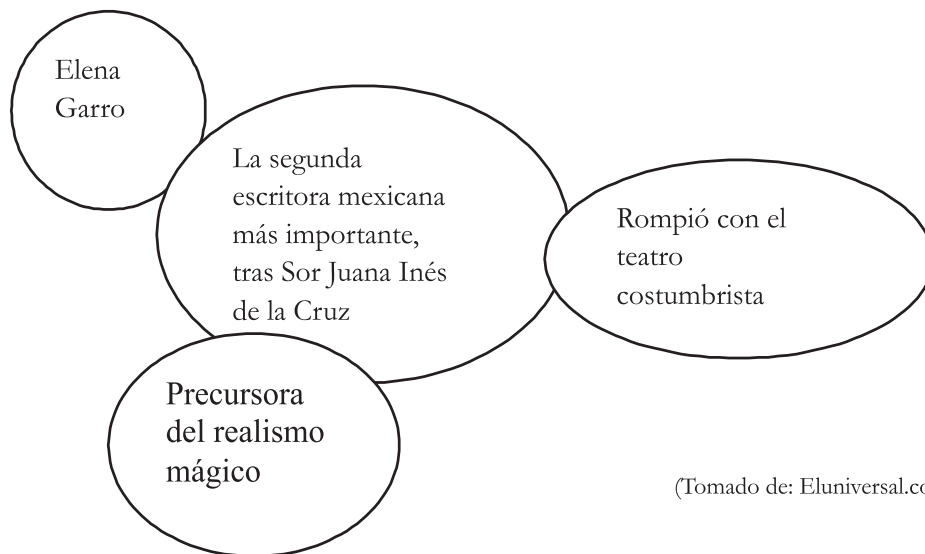 Elena
Garro
La segunda
escritora mexicana
más importante,
tras Sor Juana Inés
de la Cruz
Rompió con el
teatro
costumbrista
Precursora
del realismo
mágico
(Tomado de: Eluniversal.co